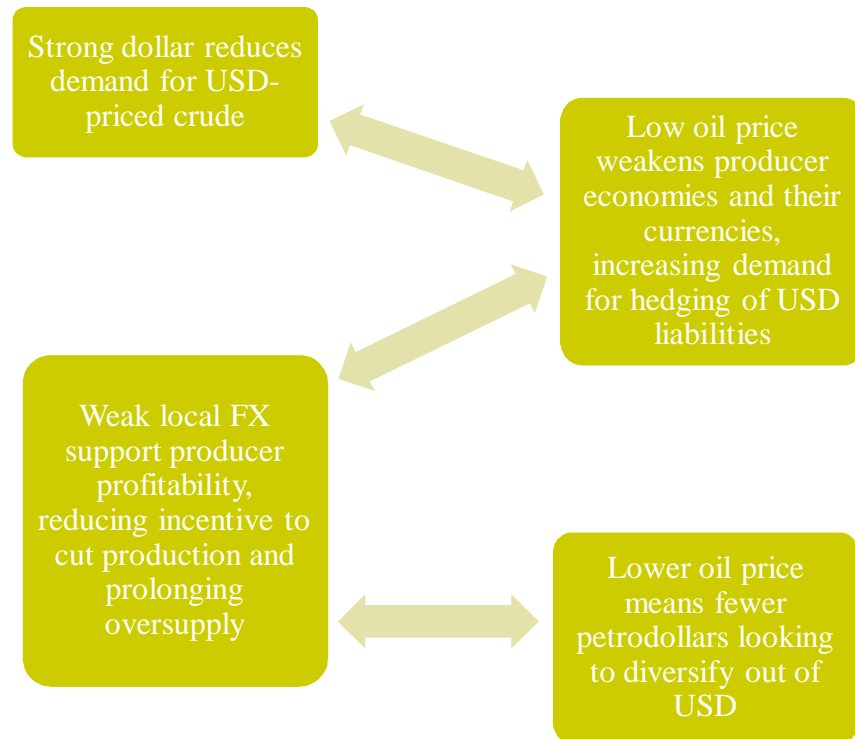 Strong dollar reduces
demand for USD-
priced crude
Low oil price
weakens producer
economies and their
currencies,
increasing demand
for hedging of USD
liabilities
Weak local FX
support producer
profitability,
reducing incentive to
cut production and
prolonging
oversupply
Lower oil price
means fewer
petrodollars looking
to diversify out of
USD